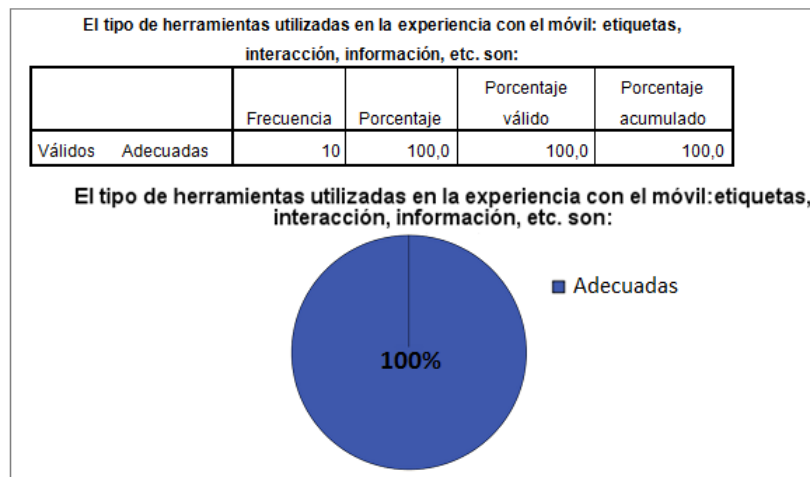 El tipo de herramientas utilizadas en la experiencia con el móvil: etiquetas,
interacción, información, etc. son:
Frecuencia Porcentaje Porcentaje válido Porcentaje acumulado
Válidos Adecuadas 10 100,0 100,0 100,0
El tipo de herramientas utilizadas en la experiencia con el móvil:etiquetas,
interacción, información, etc. son:
Adecuadas
100%